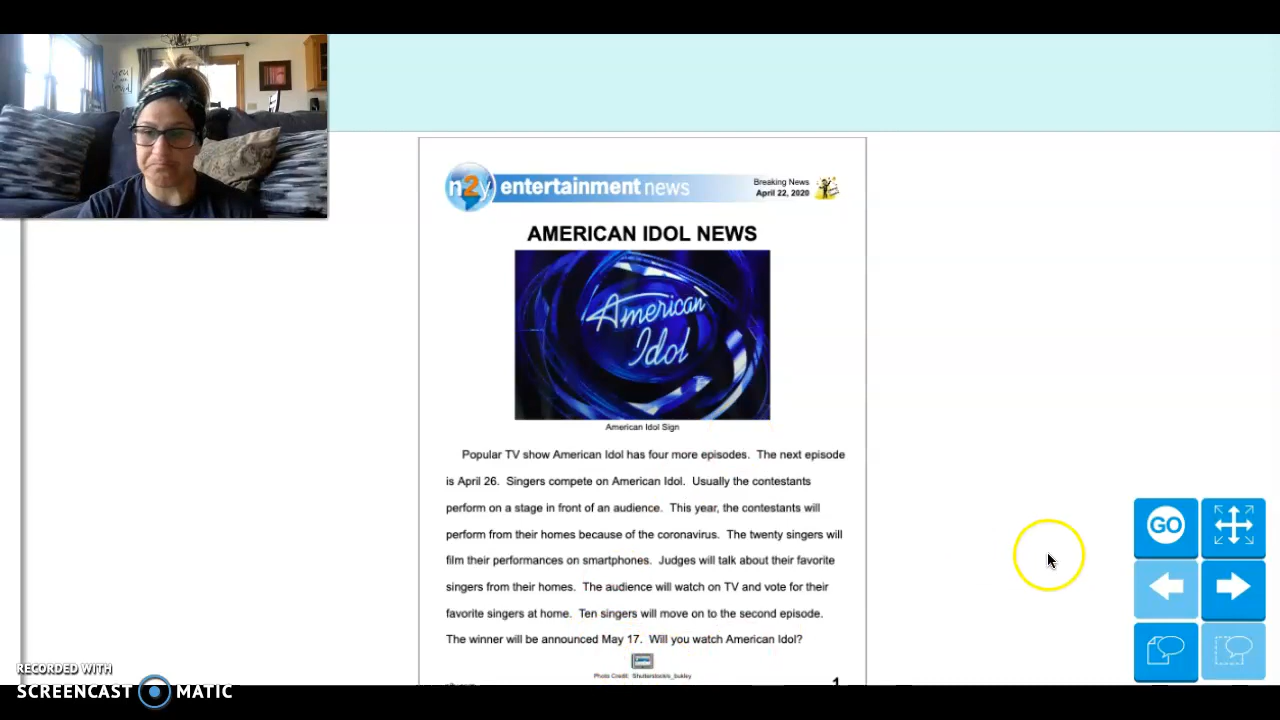 n2y entertainment news
Breaking News
April 22, 2020
AMERICAN IDOL NEWS
American
Idol
American Idol Sign
Popular TV show American Idol has four more episodes. The next episode
is April 26. Singers compete on American Idol. Usually the contestants
perform on a stage in front of an audience. This year, the contestants will
perform from their homes because of the coronavirus. The twenty singers will
film their performances on smartphones. Judges will talk about their favorite
singers from their homes. The audience will watch on TV and vote for their
favorite singers at home. Ten singers will move on to the second episode.
The winner will be announced May 17. Will you watch American Idol?
Photo Credit: Shutterstock/s_bukley
1
GO
RECORDED WITH
SCREENCAST MATIC